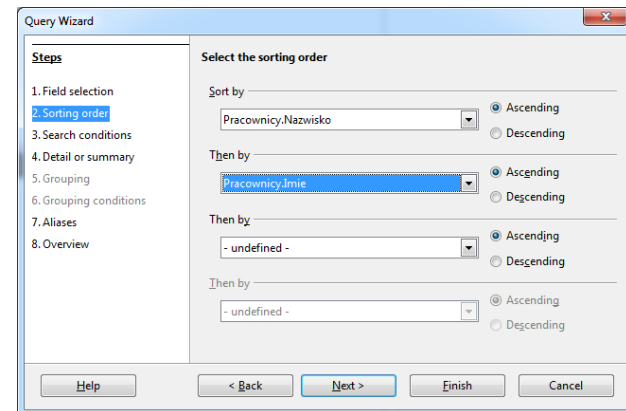 Query Wizard
Steps
1. Field selection
2. Sorting order
3. Search conditions
4. Detail or summary
5. Grouping
6. Grouping conditions
7. Aliases
8. Overview
Select the sorting order
Sort by
Pracownicy.Nazwisko
Ascending
Descending
Then by
Pracownicy.Imie
Ascending
Descending
Then by
- undefined -
Ascending
Descending
Then by
- undefined -
Ascending
Descending
Help
< Back
Next >
Finish
Cancel